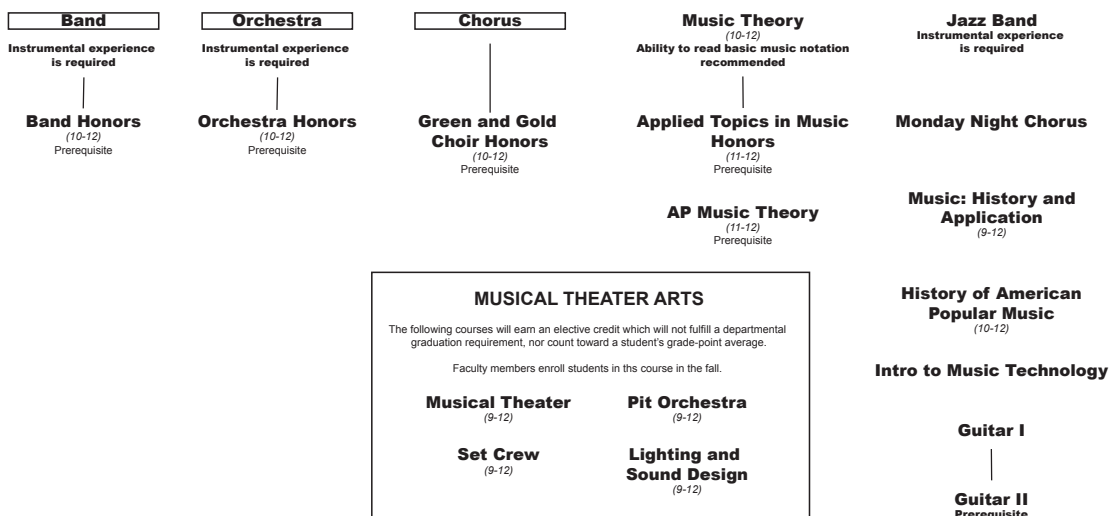 Band
Instrumental experience
is required
Band Honors
(10-12)
Prerequisite
Orchestra
Instrumental experience
is required
Orchestra Honors
(10-12)
Prerequisite
Chorus
Green and Gold
Choir Honors
(10-12)
Prerequisite
Music Theory
(10-12)
Ability to read basic music notation
recommended
Applied Topics in Music
Honors
(11-12)
Prerequisite
AP Music Theory
(11-12)
Prerequisite
Jazz Band
Instrumental experience
is required
Monday Night Chorus
Music: History and
Application
(9-12)
History of American
Popular Music
(10-12)
Intro to Music Technology
Guitar I
Guitar II
Prerequisite
MUSICAL THEATER ARTS
The following courses will earn an elective credit which will not fulfill a departmental
graduation requirement, nor count toward a student's grade-point average.
Faculty members enroll students in ths course in the fall.
Musical Theater
(9-12)
Pit Orchestra
(9-12)
Set Crew
(9-12)
Lighting and
Sound Design
(9-12)